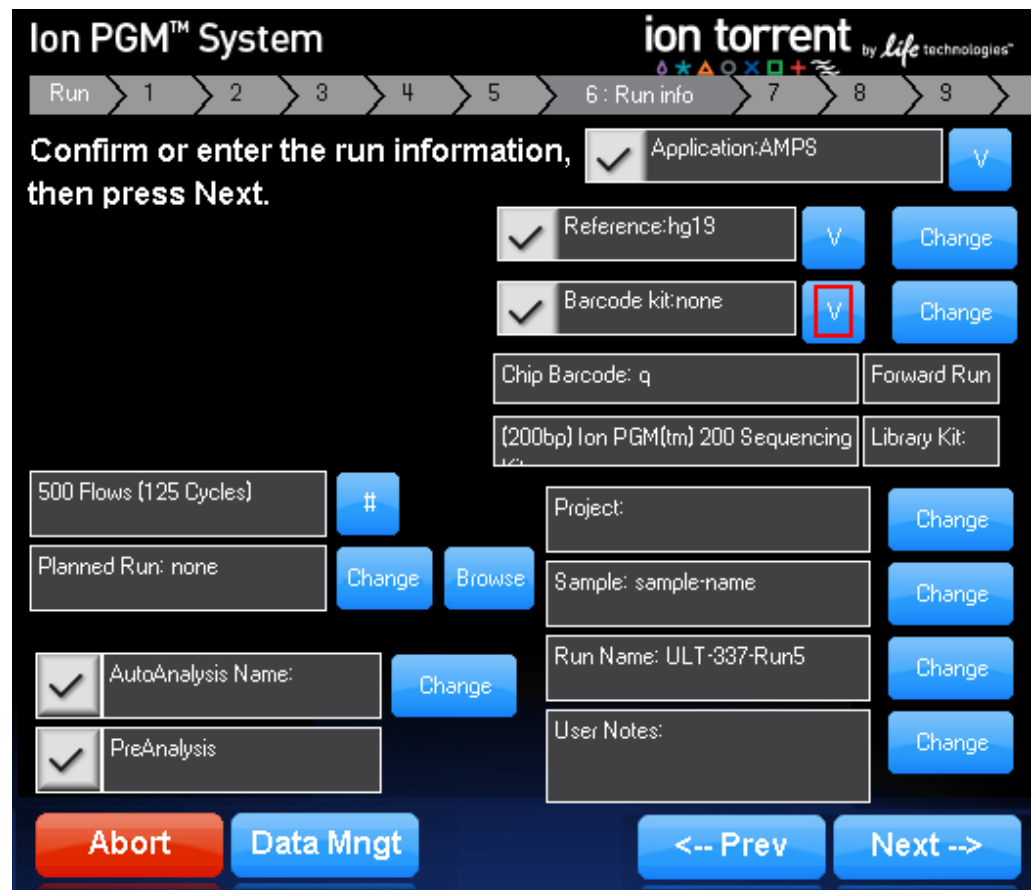 Ion PGM™ System
ion torrent
by life technologies™
Run 1 2 3 4 5 6 : Run info 7 8 9
Confirm or enter the run information,
then press Next.
Application:AMPS
V
Reference:hg19
V
Change
Barcode kit:none
V
Change
Chip Barcode: q
Forward Run
(200bp) Ion PGM(tm) 200 Sequencing
Library Kit:
500 Flows (125 Cycles)
#
Project:
Change
Planned Run: none
Change
Browse
Sample: sample-name
Change
AutoAnalysis Name:
Change
Run Name: ULT-337-Run5
Change
PreAnalysis
User Notes:
Change
Abort
Data Mngt
<-- Prev
Next -->